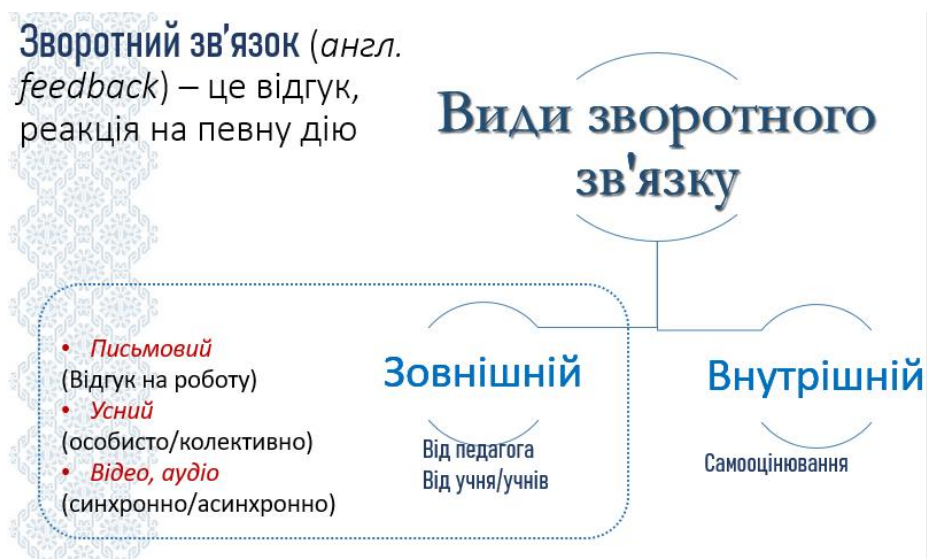 Зворотний зв'язок (англ.
feedback) – це відгук,
реакція на певну дію
Види зворотного
зв'язку
• Письмовий
(Відгук на роботу)
• Усний
(особисто/колективно)
• Відео, аудіо
(синхронно/асинхронно)
Зовнішній
Від педагога
Від учня/учнів
Внутрішній
Самооцінювання